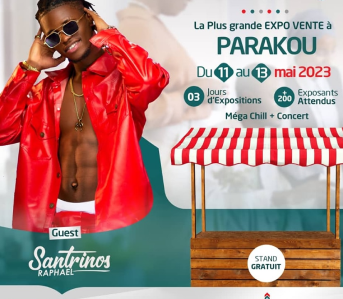 La Plus grande EXPO VENTE à
PARAKOU
Du 11 au 13 mai 2023
03 Jours d'Expositions
+ 200 Exposants Attendus
Méga Chill + Concert
Guest
Santrinos
RAPHAEL
STAND
GRATUIT